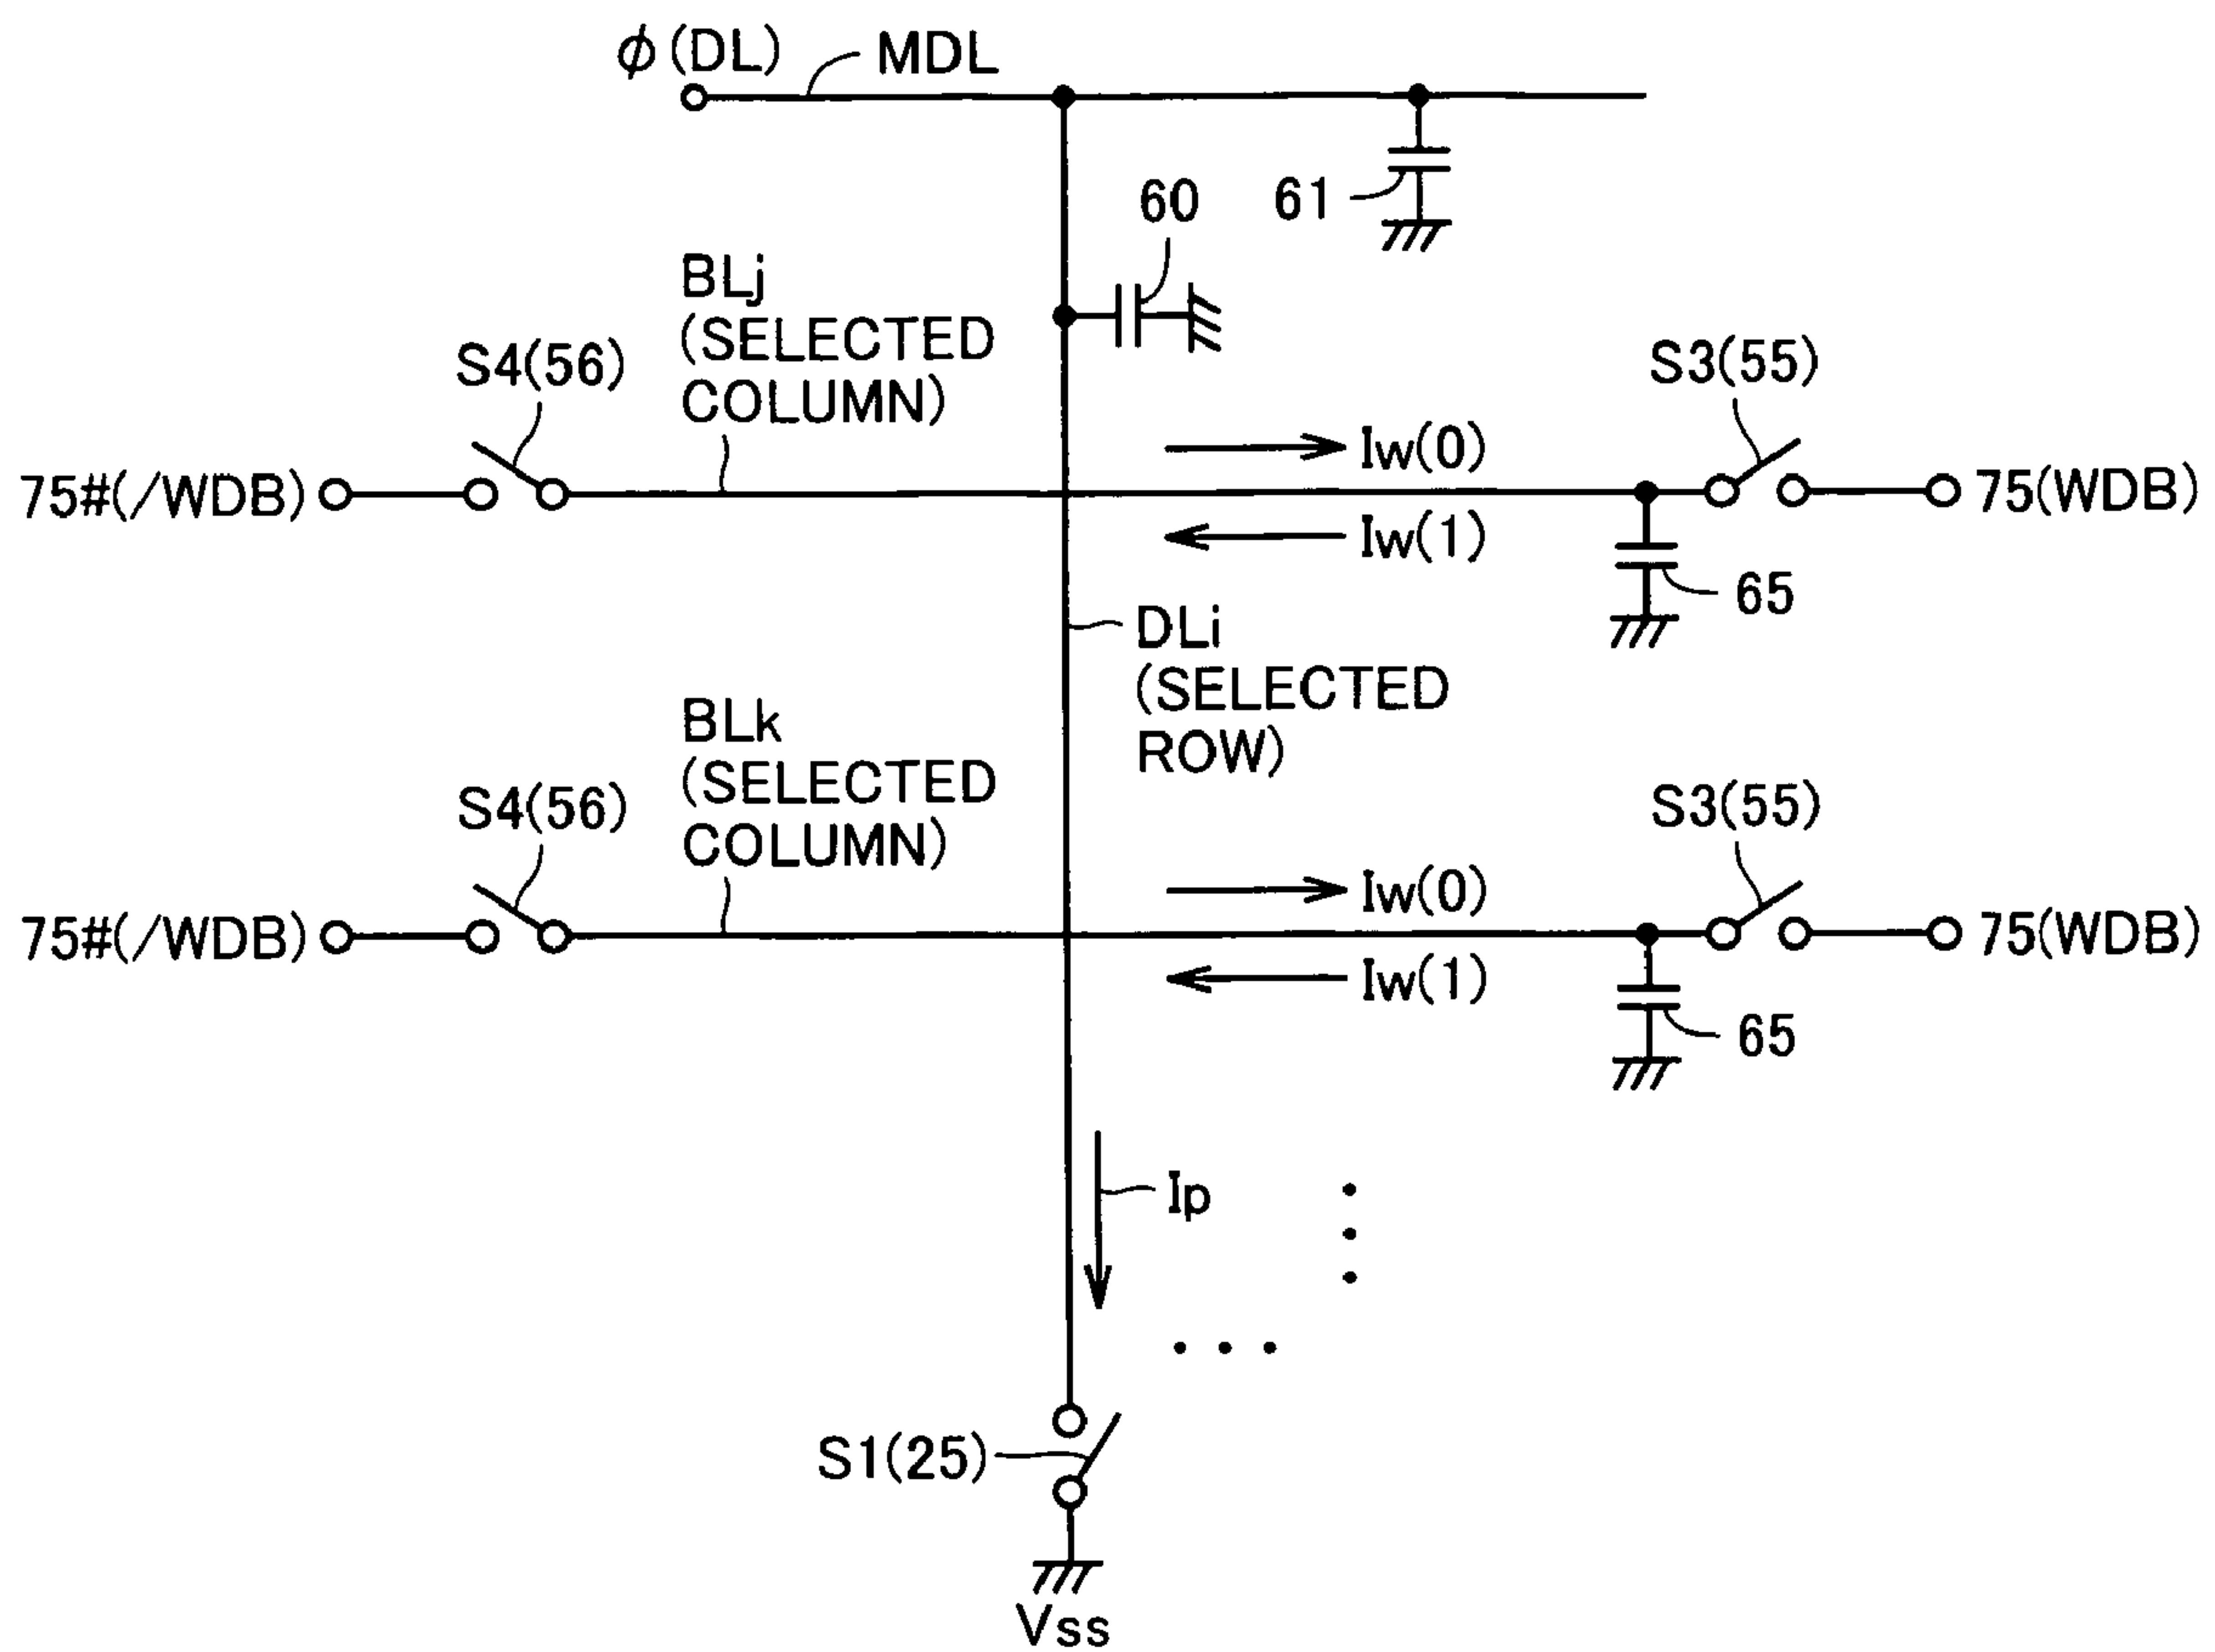 ϕ(DL)
MDL
60
61
BLj
(SELECTED
COLUMN)
S4(56)
S3(55)
75#(/WDB)
Iw(0)
75(WDB)
Iw(1)
65
DLi
(SELECTED
ROW)
BLk
(SELECTED
COLUMN)
S4(56)
S3(55)
75#(/WDB)
Iw(0)
75(WDB)
Iw(1)
65
Ip
S1(25)
Vss